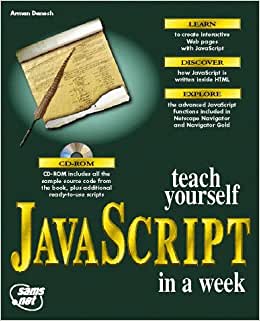 Arman Danesh
LEARN
to create interactive
Web pages
with JavaScript
DISCOVER
how JavaScript is
written inside HTML
EXPLORE
the advanced JavaScript
functions included in
Netscape Navigator
and Navigator Gold
CD-ROM
CD-ROM includes all the
sample source code from
the book, plus additional
ready-to-use scripts
teach
yourself
JAVASCRIPT
in a week
sams
net